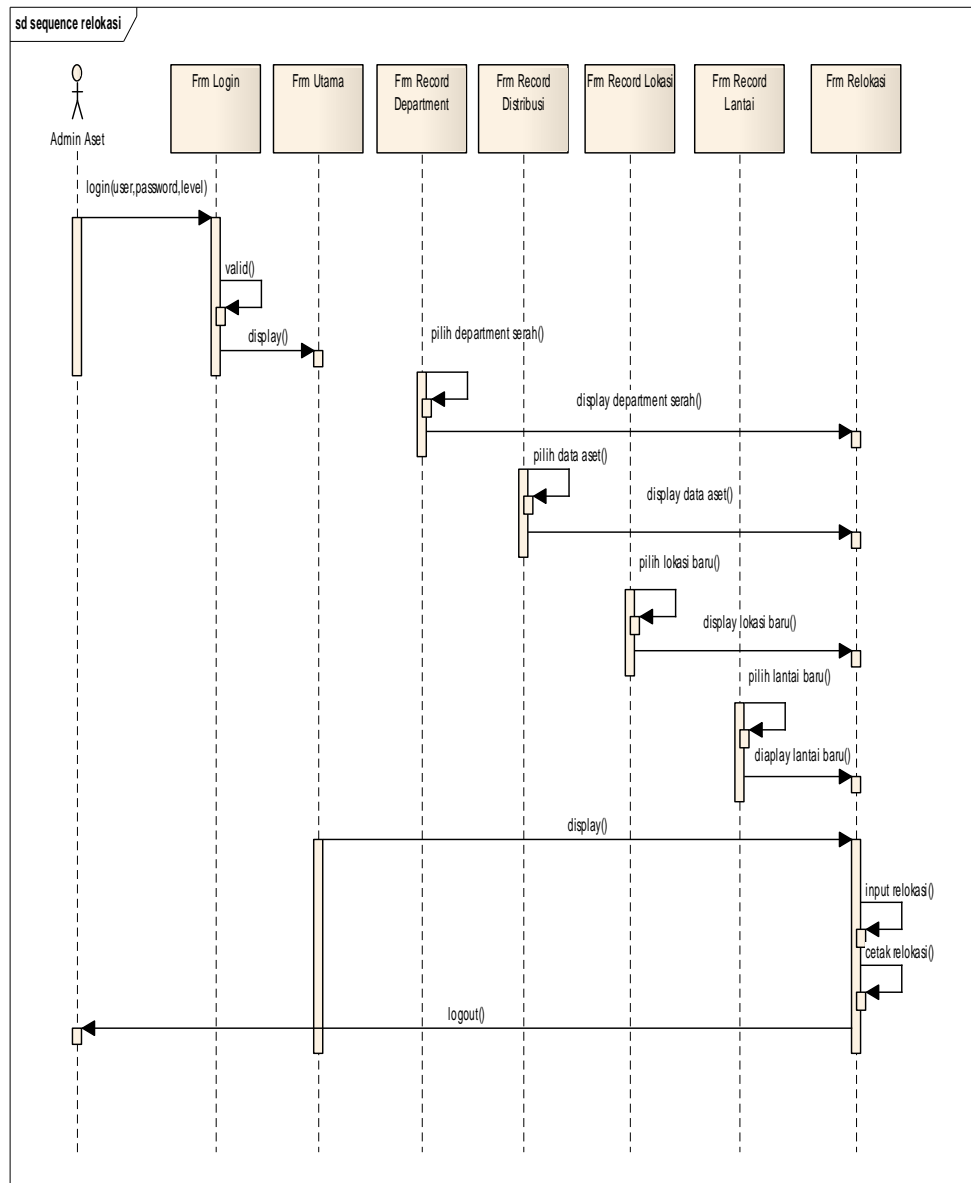 sd sequence relokasi
Admin Aset
Frm Login
Frm Utama
Frm Record
Department
Frm Record
Distribusi
Frm Record Lokasi
Frm Record
Lantai
Frm Relokasi
login(user,password,level)
valid()
display()
pilih department serah()
display department serah()
pilih data aset()
display data aset()
pilih lokasi baru()
display lokasi baru()
pilih lantai baru()
diaplay lantai baru()
display()
input relokasi()
cetak relokasi()
logout()